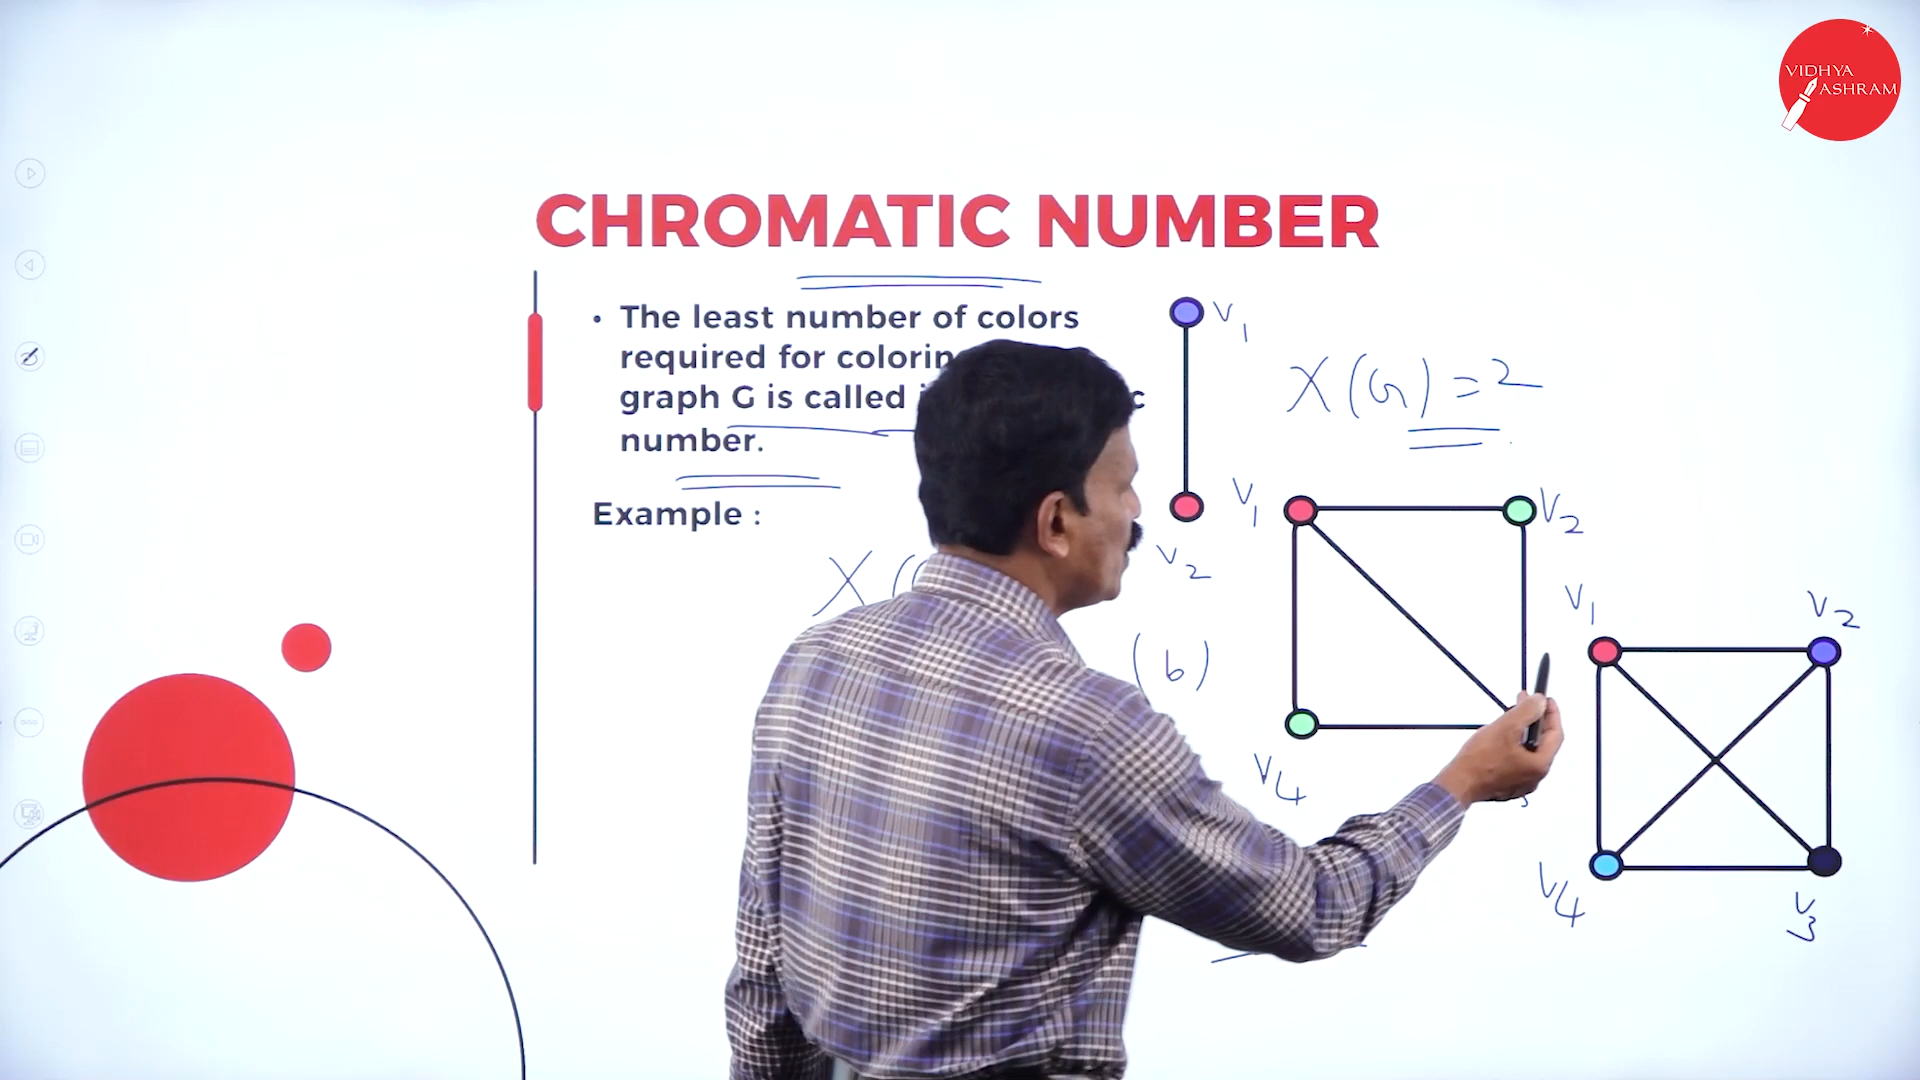 VIDHYA
ASHRAM
CHROMATIC NUMBER
• The least number of colors
required for
graph G is called
number.
Example :
V1
X(G) = 2
V2
V1
V2
X (
(b)
V4
V1
V2
V4
V3